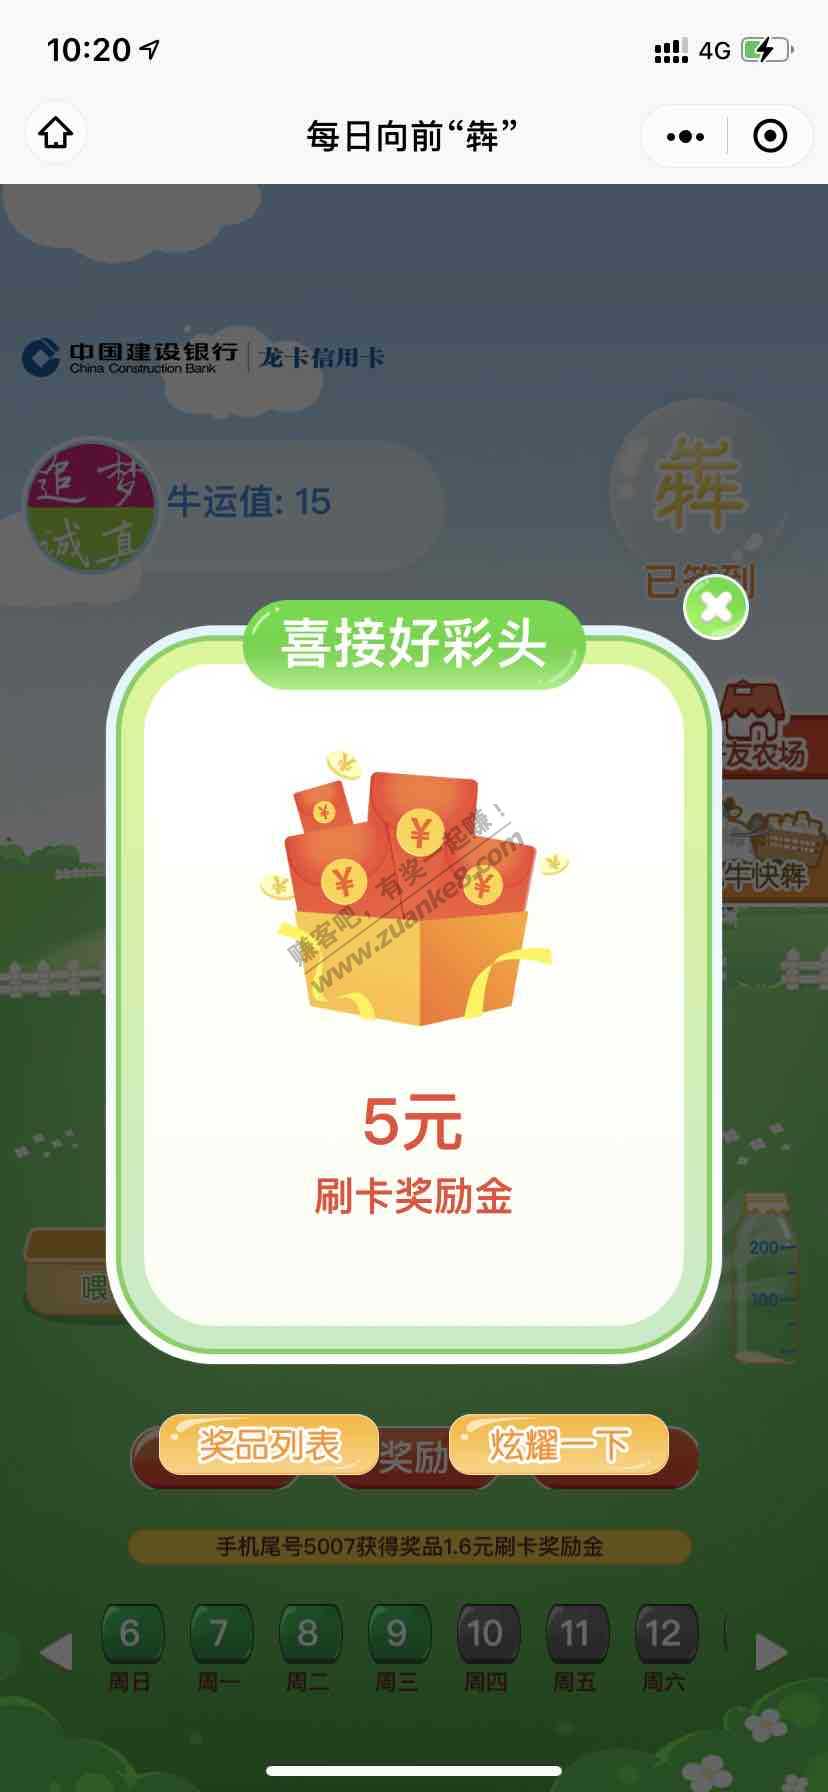 10:20
4G
每日向前“犇”
中国建设银行
China Construction Bank
龙卡信用卡
追梦
诚真
牛运值: 15
犇
已签到
喜接好彩头
友农场
牛快犇
¥
¥
¥
¥
赚客吧，有奖一起赚！
www.zuanke8.com
5元
刷卡奖励金
200
100
喂
奖品列表
奖励
炫耀一下
手机尾号5007获得奖品1.6元刷卡奖励金
6 7 8 9 10 11 12
周日 周一 周二 周三 周四 周五 周六